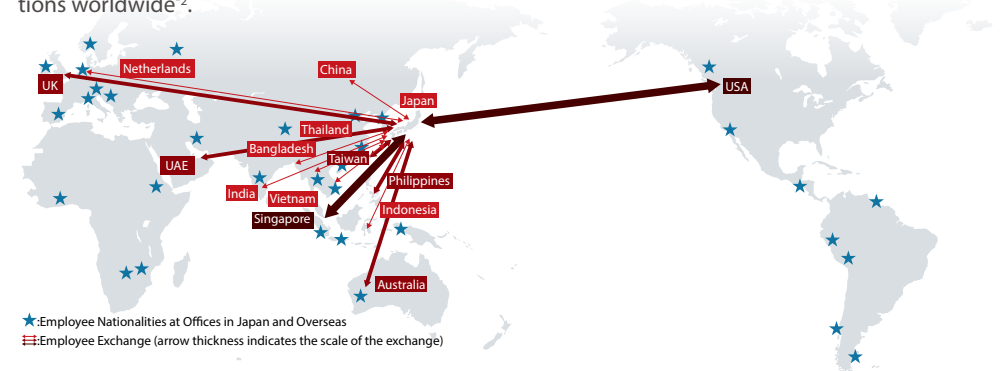 tions worldwide*2.
Netherlands
China
UK
USA
Japan
Thailand
Bangladesh
Taiwan
UAE
Philippines
India
Vietnam
Indonesia
Singapore
Australia
★:Employee Nationalities at Offices in Japan and Overseas
:Employee Exchange (arrow thickness indicates the scale of the exchange)